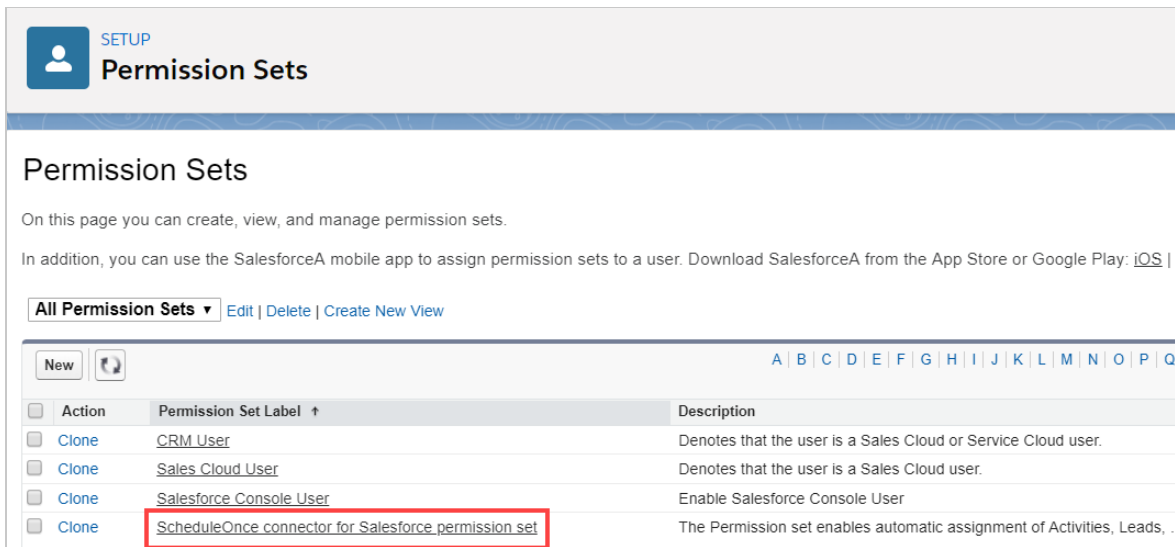 SETUP
Permission Sets
Permission Sets
On this page you can create, view, and manage permission sets.
In addition, you can use the SalesforceA mobile app to assign permission sets to a user. Download SalesforceA from the App Store or Google Play: iOS |
All Permission Sets ▼ Edit | Delete | Create New View
New A | B | C | D | E | F | G | H | I | J | K | L | M | N | O | P | Q
Action Permission Set Label ↑ Description
Clone CRM User Denotes that the user is a Sales Cloud or Service Cloud user.
Clone Sales Cloud User Denotes that the user is a Sales Cloud user.
Clone Salesforce Console User Enable Salesforce Console User
Clone ScheduleOnce connector for Salesforce permission set The Permission set enables automatic assignment of Activities, Leads, ..